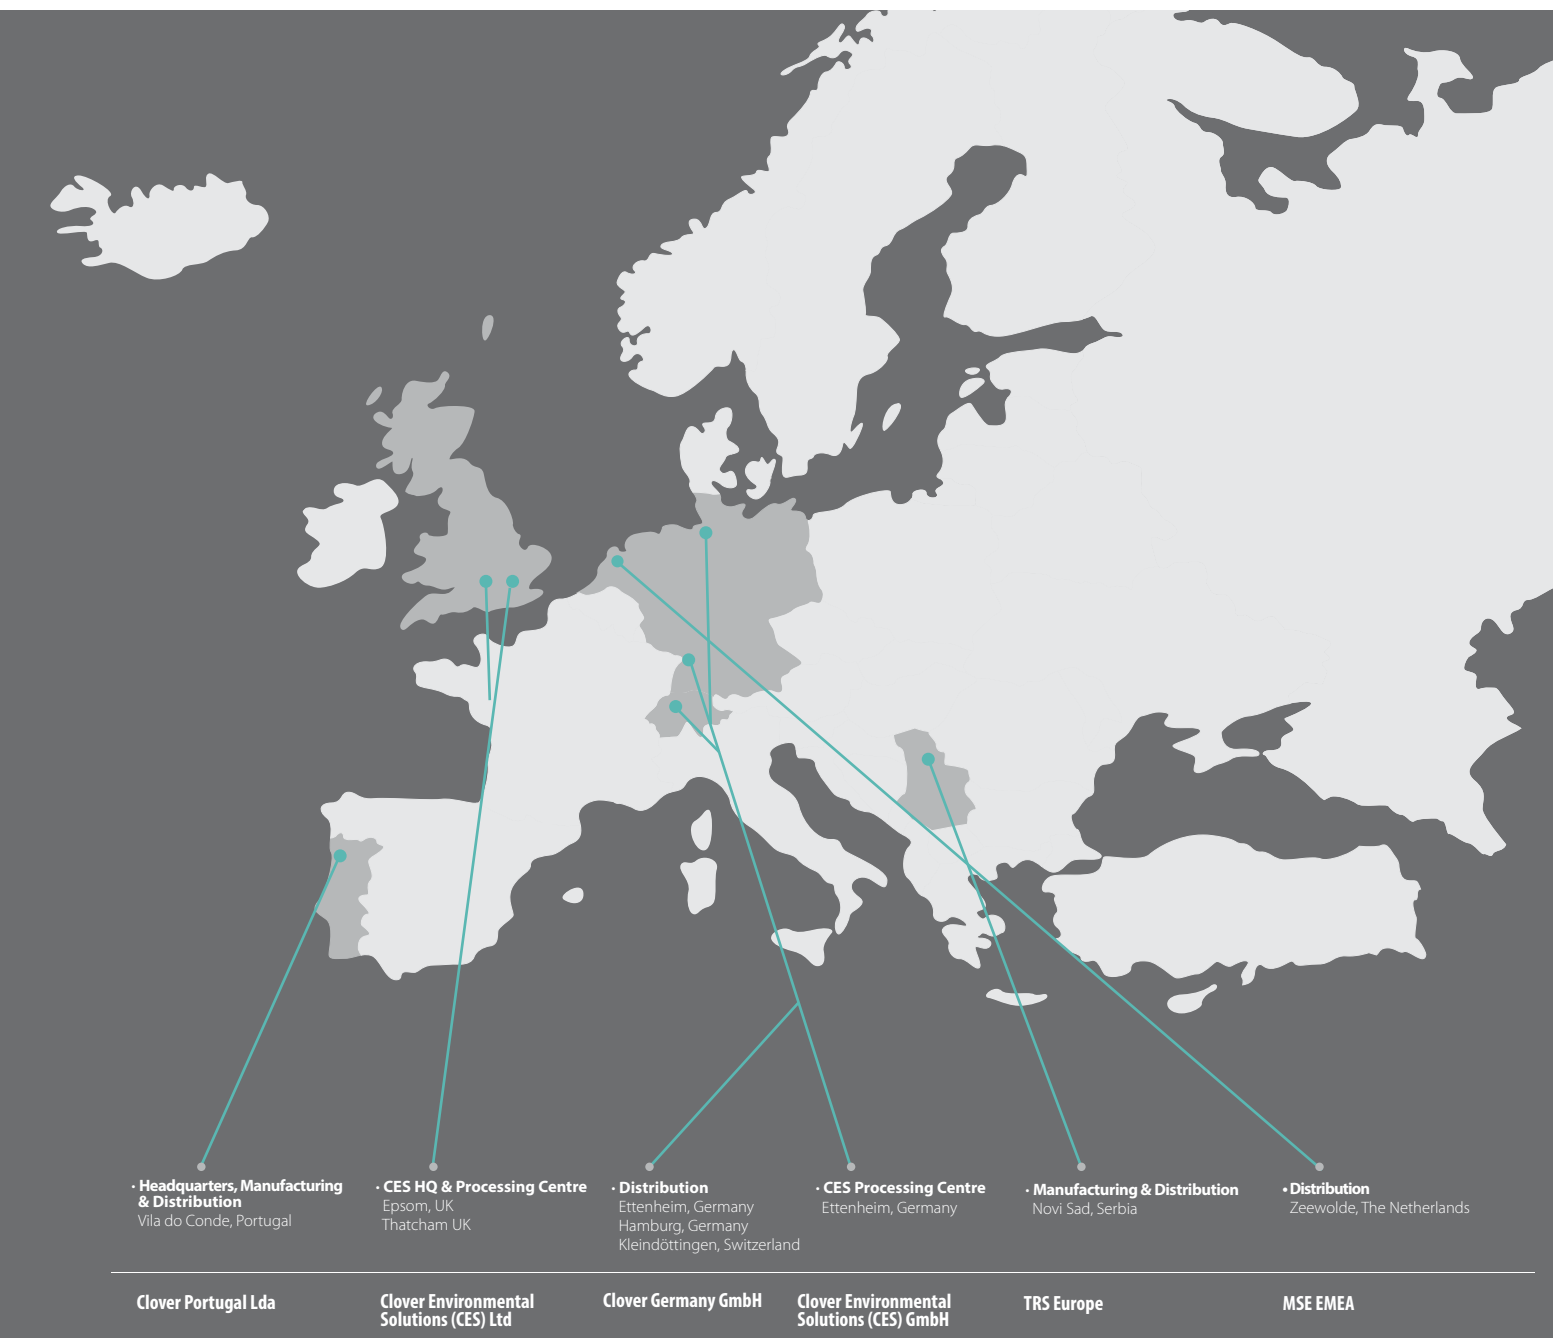 · Headquarters, Manufacturing
& Distribution
Vila do Conde, Portugal
· CES HQ & Processing Centre
Epsom, UK
Thatcham UK
· Distribution
Ettenheim, Germany
Hamburg, Germany
Kleindöttingen, Switzerland
· CES Processing Centre
Ettenheim, Germany
· Manufacturing & Distribution
Novi Sad, Serbia
• Distribution
Zeewolde, The Netherlands
Clover Portugal Lda
Clover Environmental
Solutions (CES) Ltd
Clover Germany GmbH
Clover Environmental
Solutions (CES) GmbH
TRS Europe
MSE EMEA